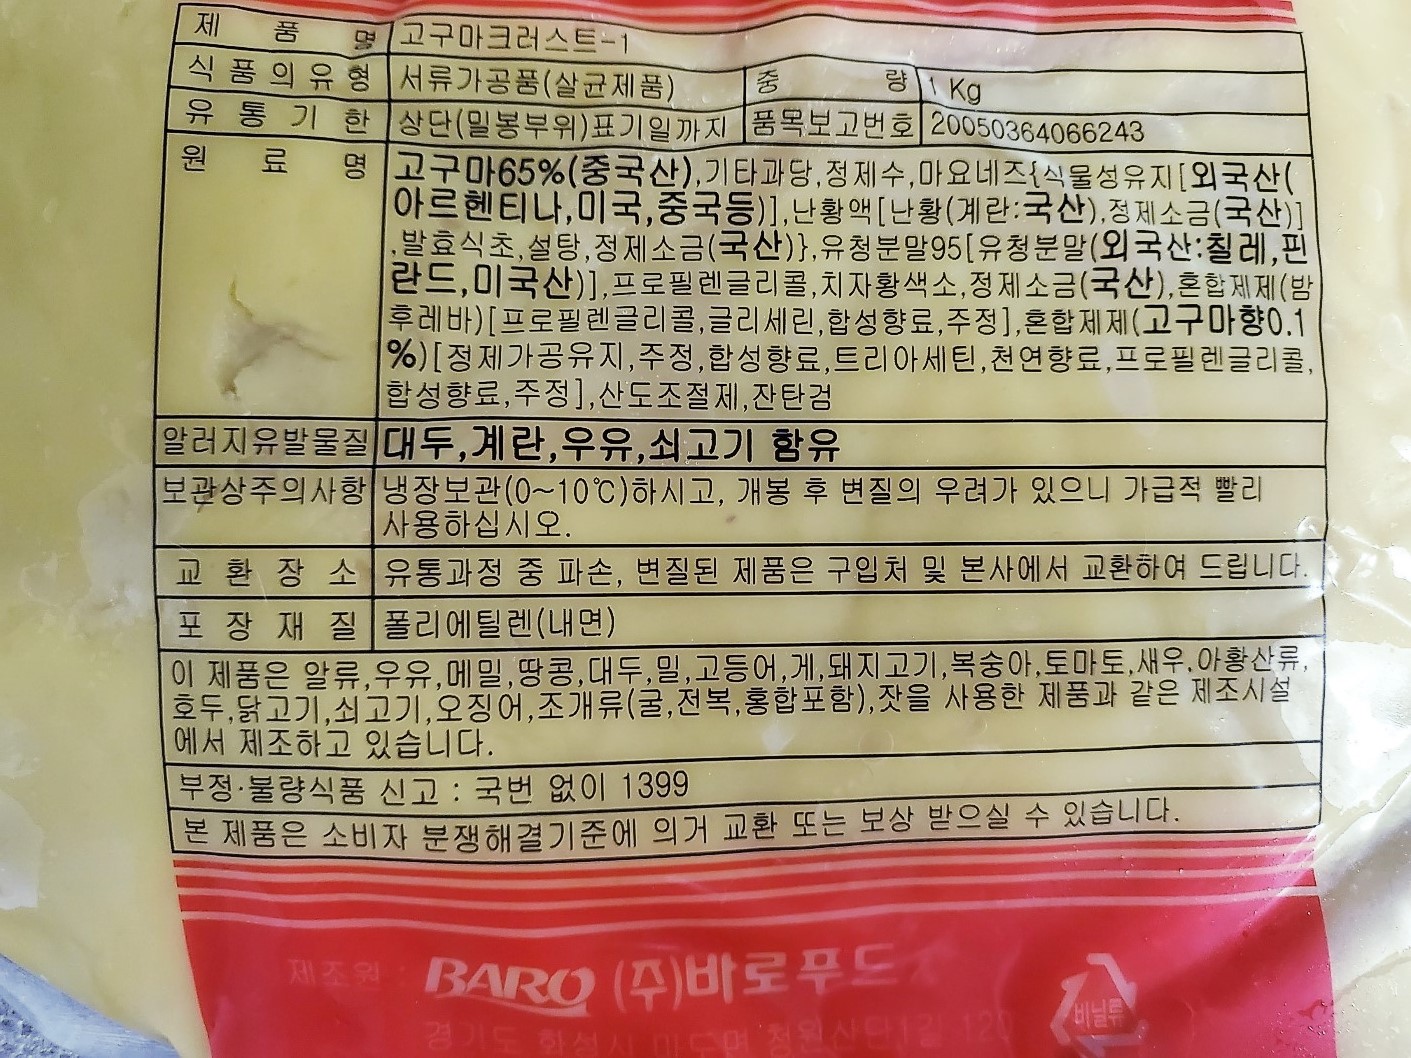 제 품 명 고구마크러스트-1
식품의유형 서류가공품(살균제품) 중 량 1 Kg
유통기한 상단(밀봉부위)표기일까지 품목보고번호 20050364066243
원 료 명 고구마65%(중국산),기타과당,정제수,마요네즈{식물성유지[외국산(
아르헨티나,미국,중국등)],난황액[난황(계란:국산),정제소금(국산)]
,발효식초,설탕,정제소금(국산)},유청분말95[유청분말(외국산:칠레,핀
란드,미국산)],프로필렌글리콜,치자황색소,정제소금(국산),혼합제제(밤
후레바)[프로필렌글리콜,글리세린,합성향료,주정],혼합제제(고구마향0.1
%)[정제가공유지,주정,합성향료,트리아세틴,천연향료,프로필렌글리콜,
합성향료,주정],산도조절제,잔탄검
알러지유발물질 대두,계란,우유,쇠고기 함유
보관상주의사항 냉장보관(0~10℃)하시고, 개봉 후 변질의 우려가 있으니 가급적 빨리
사용하십시오.
교환장소 유통과정 중 파손, 변질된 제품은 구입처 및 본사에서 교환하여 드립니다.
포장재질 폴리에틸렌(내면)
이 제품은 알류,우유,메밀,땅콩,대두,밀,고등어,게,돼지고기,복숭아,토마토,새우,아황산류,
호두,닭고기,쇠고기,오징어,조개류(굴,전복,홍합포함),잣을 사용한 제품과 같은 제조시설
에서 제조하고 있습니다.
부정·불량식품 신고 : 국번 없이 1399
본 제품은 소비자 분쟁해결기준에 의거 교환 또는 보상 받으실 수 있습니다.
제조원 : BARO (주)바로푸드
비닐류
경기도 화성시 청원산단1길 120